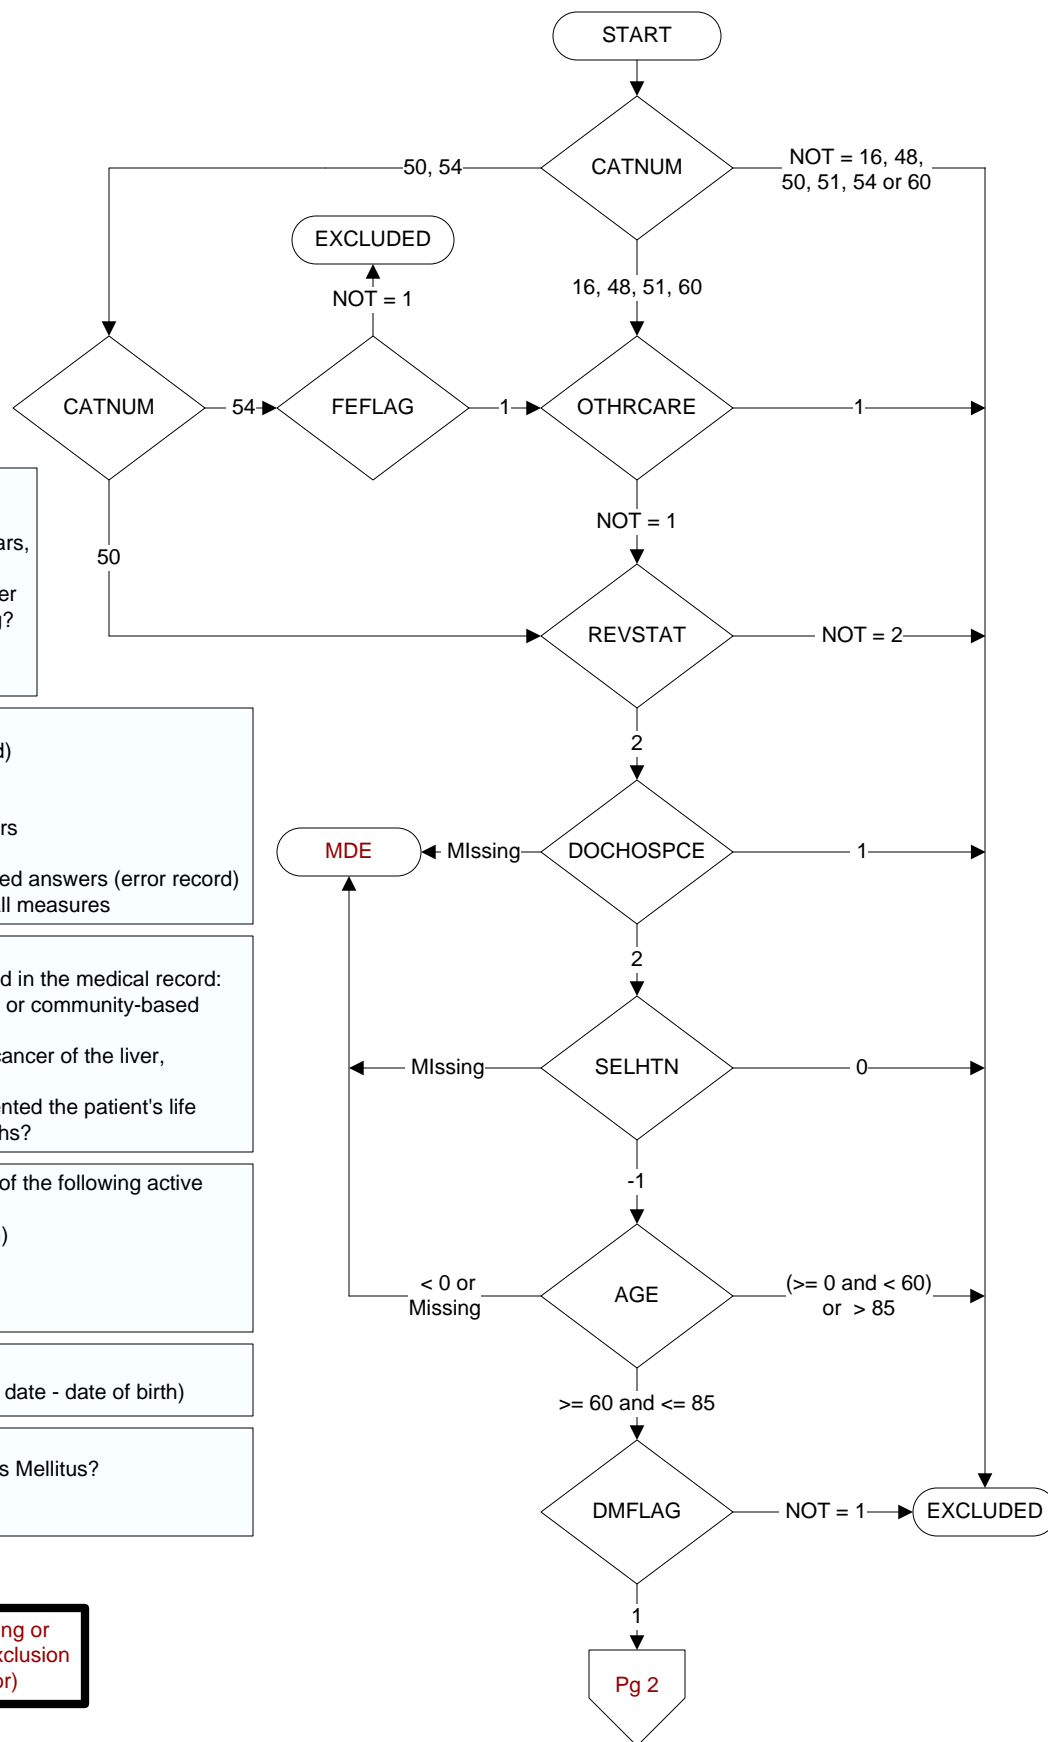 START
CATNUM
50, 54
NOT = 16, 48,
50, 51, 54 or 60
EXCLUDED
NOT = 1
16, 48, 51, 60
CATNUM
54
FEFLAG
1
OTHRCARE
1
50
NOT = 1
REVSTAT
NOT = 2
2
MDE
MIssing
DOCHOSPCE
1
2
MIssing
SELHTN
0
-1
< 0 or
Missing
AGE
(>= 0 and < 60)
or > 85
>= 60 and <= 85
DMFLAG
NOT = 1
EXCLUDED
1
Pg 2
ars,
er
g?
d)
rs
ed answers (error record)
all measures
d in the medical record:
or community-based
cancer of the liver,
ented the patient's life
hs?
of the following active
)
date - date of birth)
s Mellitus?
ng or
xclusion
or)